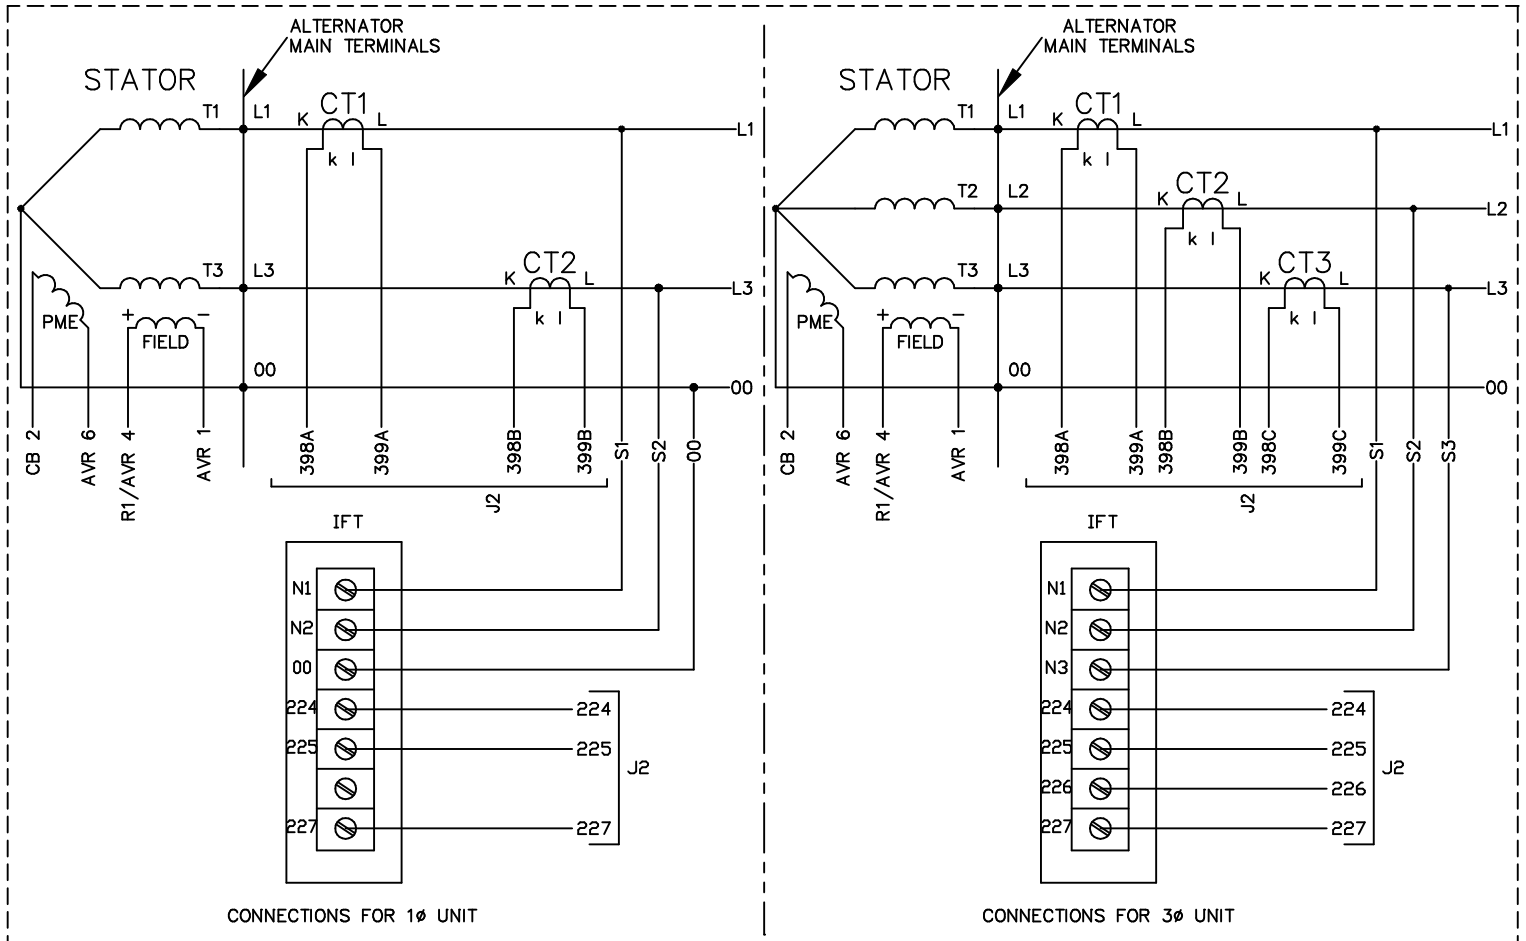 ALTERNATOR
MAIN TERMINALS
STATOR
T1
L1
K
CT1
L
k l
L1
T3
L3
K
CT2
L
k l
L3
PME
+
−
FIELD
00
00
CB 2
AVR 6
R1/AVR 4
AVR 1
398A
399A
398B
399B
S1
S2
00
J2
IFT
N1
N2
00
224
224
225
225
J2
227
227
CONNECTIONS FOR 1ø UNIT
ALTERNATOR
MAIN TERMINALS
STATOR
T1
L1
K
CT1
L
k l
L1
T2
L2
K
CT2
L
k l
L2
T3
L3
K
CT3
L
k l
L3
PME
+
−
FIELD
00
00
CB 2
AVR 6
R1/AVR 4
AVR 1
398A
399A
398B
399B
398C
399C
S1
S2
S3
J2
IFT
N1
N2
N3
224
224
225
225
J2
226
226
227
227
CONNECTIONS FOR 3ø UNIT